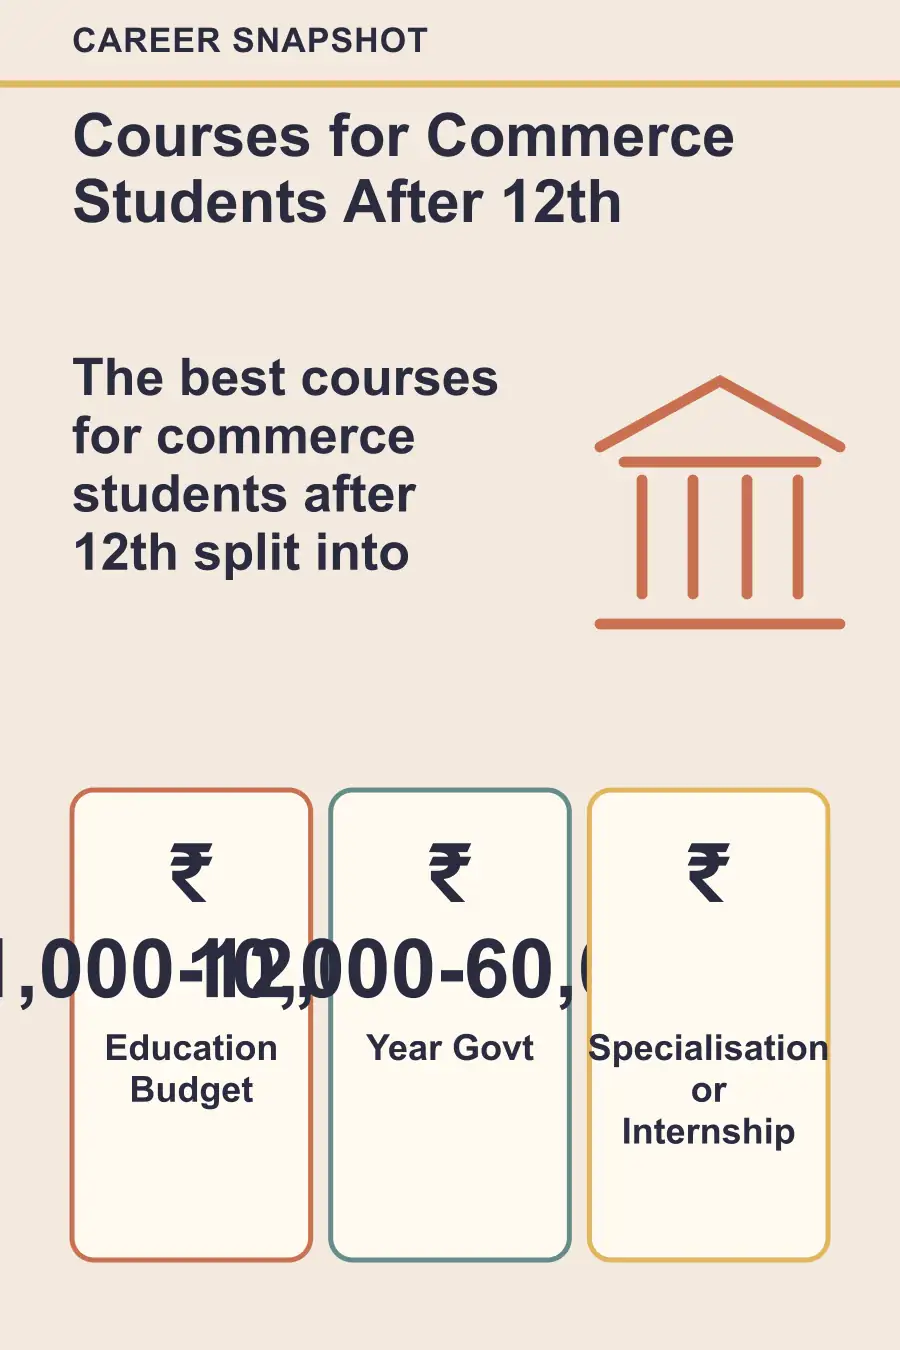 CAREER SNAPSHOT
Courses for Commerce
Students After 12th
The best courses
for commerce
students after
12th split into
₹ ₹ ₹
Education
Budget
Year Govt
Specialisation
or
Internship